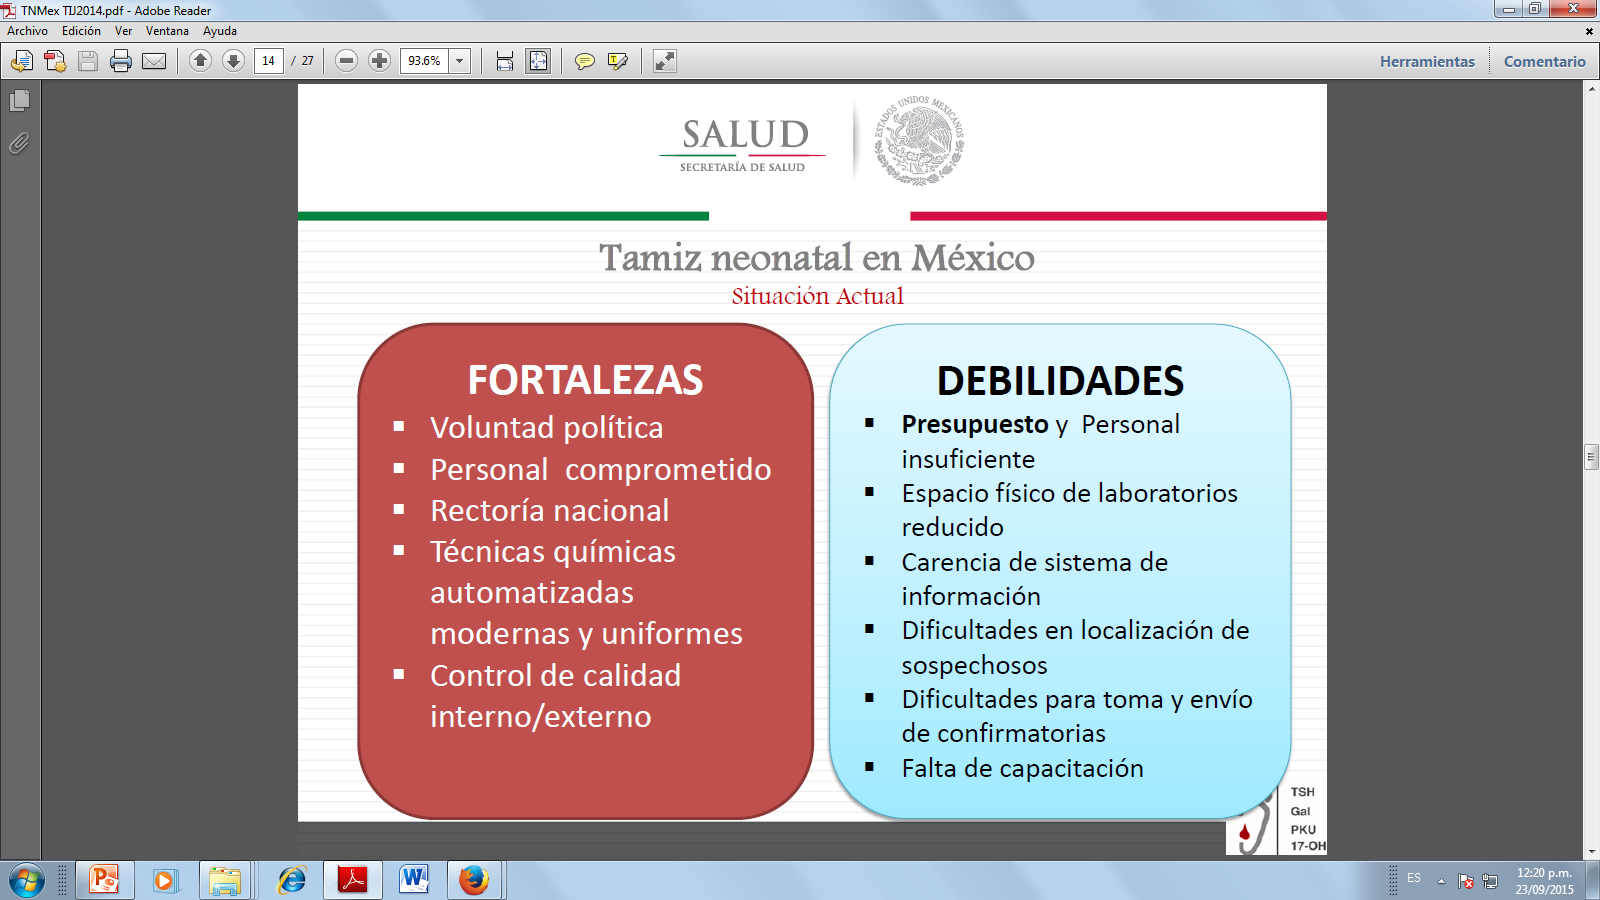 TNMex TIJ2014.pdf - Adobe Reader
Archivo Edición Ver Ventana Ayuda
14 / 27 93.6% Herramientas Comentario
SALUD
SECRETARÍA DE SALUD
ESTADOS UNIDOS MEXICANOS
Tamiz neonatal en México
Situación Actual
FORTALEZAS
▪ Voluntad política
▪ Personal comprometido
▪ Rectoría nacional
▪ Técnicas químicas
automatizadas
modernas y uniformes
▪ Control de calidad
interno/externo
DEBILIDADES
▪ Presupuesto y Personal
insuficiente
▪ Espacio físico de laboratorios
reducido
▪ Carencia de sistema de
información
▪ Dificultades en localización de
sospechosos
▪ Dificultades para toma y envío
de confirmatorias
▪ Falta de capacitación
TSH
Gal
PKU
17-OH
ES
12:20 p.m.
23/09/2015